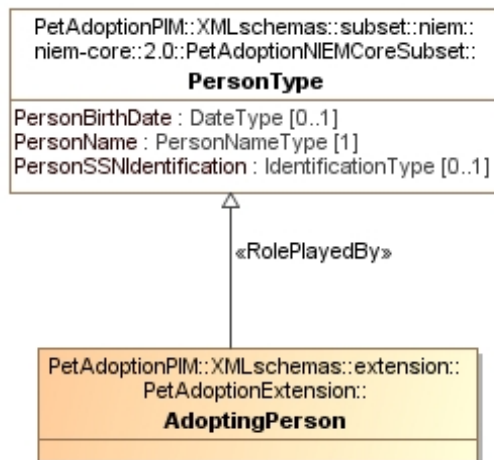 PetAdoptionPIM::XMLschemas::subset::niem::
niem-core::2.0::PetAdoptionNIEMCoreSubset::
PersonType
PersonBirthDate : DateType [0..1]
PersonName : PersonNameType [1]
PersonSSNIdentification : IdentificationType [0..1]
«RolePlayedBy»
PetAdoptionPIM::XMLschemas::extension::
PetAdoptionExtension::
AdoptingPerson